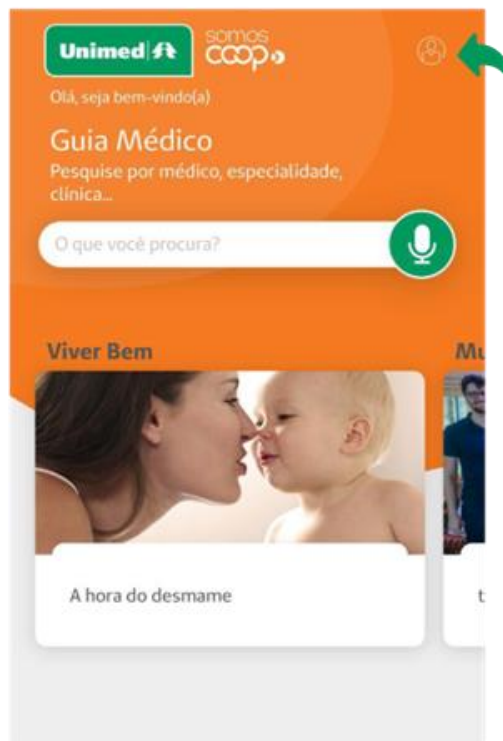 Unimed
somos
coop
Olá, seja bem-vindo(a)
Guia Médico
Pesquise por médico, especialidade,
clínica...
O que você procura?
Viver Bem
Mu
A hora do desmame
t